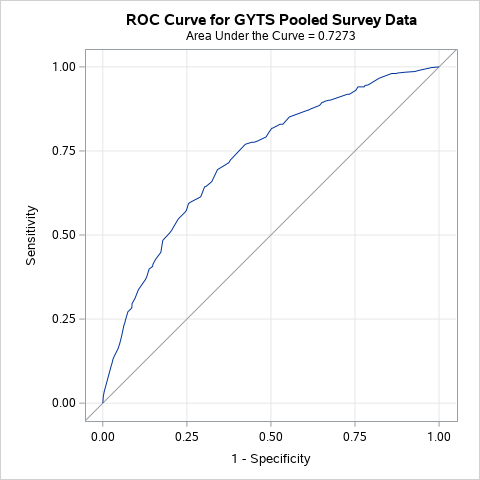 ROC Curve for GYTS Pooled Survey Data
Area Under the Curve = 0.7273
1.00
0.75
0.50
0.25
0.00
Sensitivity
0.00 0.25 0.50 0.75 1.00
1 - Specificity